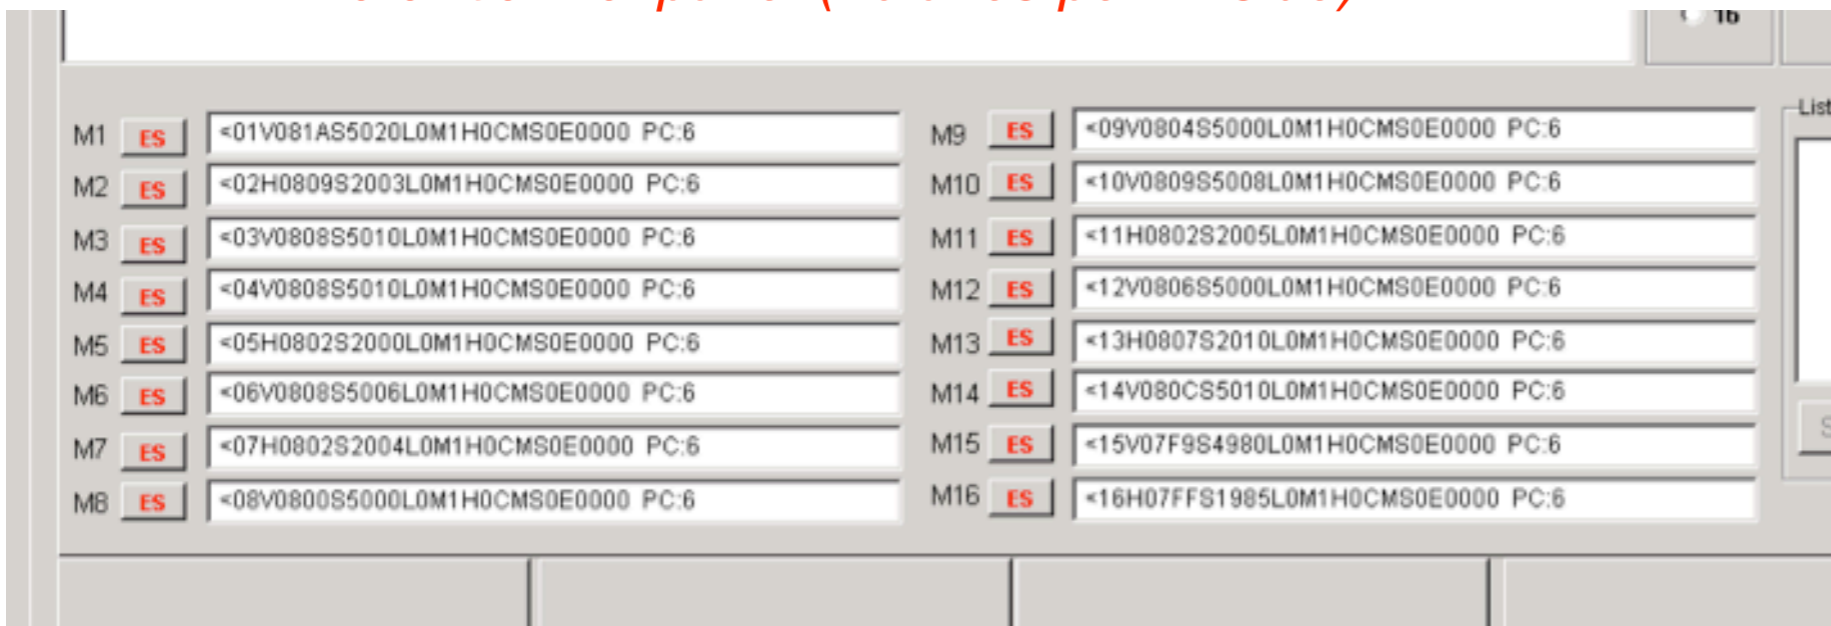 16
M1 ES <01V081AS5020L0M1H0CMS0E0000 PC:6
M2 ES <02H0809S2003L0M1H0CMS0E0000 PC:6
M3 ES <03V0808S5010L0M1H0CMS0E0000 PC:6
M4 ES <04V0808S5010L0M1H0CMS0E0000 PC:6
M5 ES <05H0802S2000L0M1H0CMS0E0000 PC:6
M6 ES <06V0808S5006L0M1H0CMS0E0000 PC:6
M7 ES <07H0802S2004L0M1H0CMS0E0000 PC:6
M8 ES <08V0800S5000L0M1H0CMS0E0000 PC:6
M9 ES <09V0804S5000L0M1H0CMS0E0000 PC:6
M10 ES <10V0809S5008L0M1H0CMS0E0000 PC:6
M11 ES <11H0802S2005L0M1H0CMS0E0000 PC:6
M12 ES <12V0806S5000L0M1H0CMS0E0000 PC:6
M13 ES <13H0807S2010L0M1H0CMS0E0000 PC:6
M14 ES <14V080CS5010L0M1H0CMS0E0000 PC:6
M15 ES <15V07F9S4980L0M1H0CMS0E0000 PC:6
M16 ES <16H07FFS1985L0M1H0CMS0E0000 PC:6
List
S